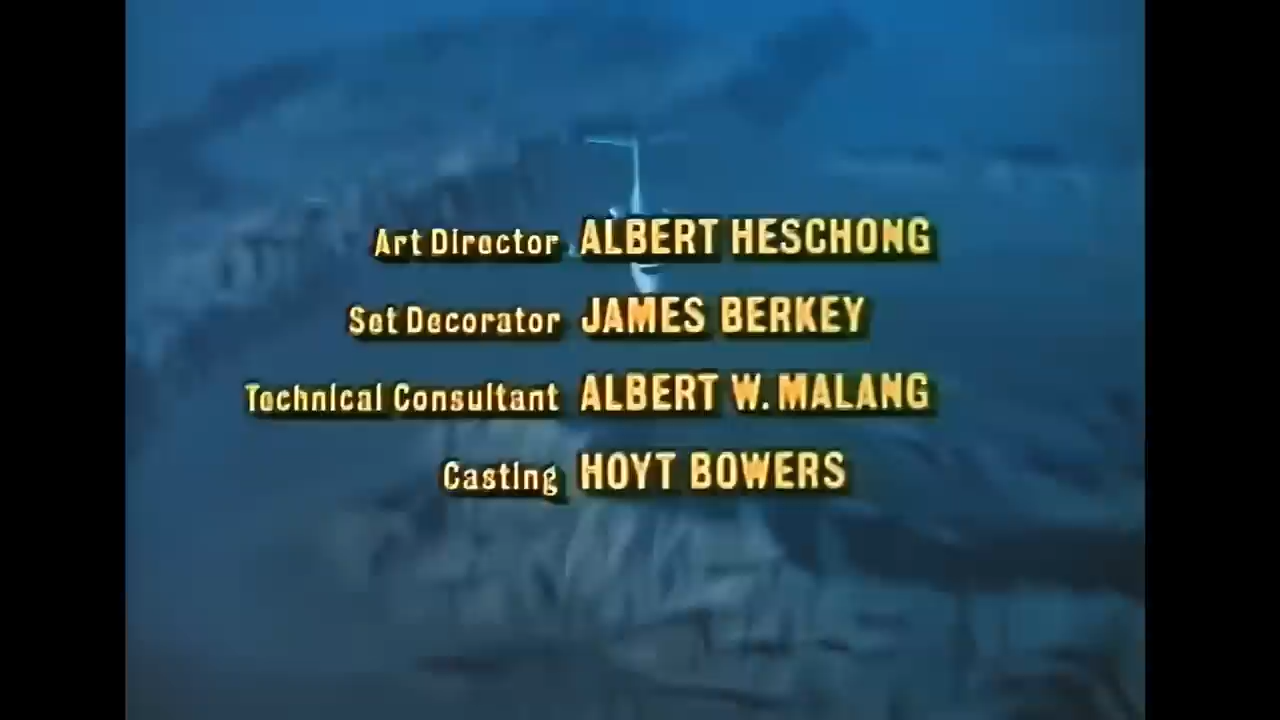 Art Director ALBERT HESCHONG
Set Decorator JAMES BERKEY
Technical Consultant ALBERT W. MALANG
Casting HOYT BOWERS